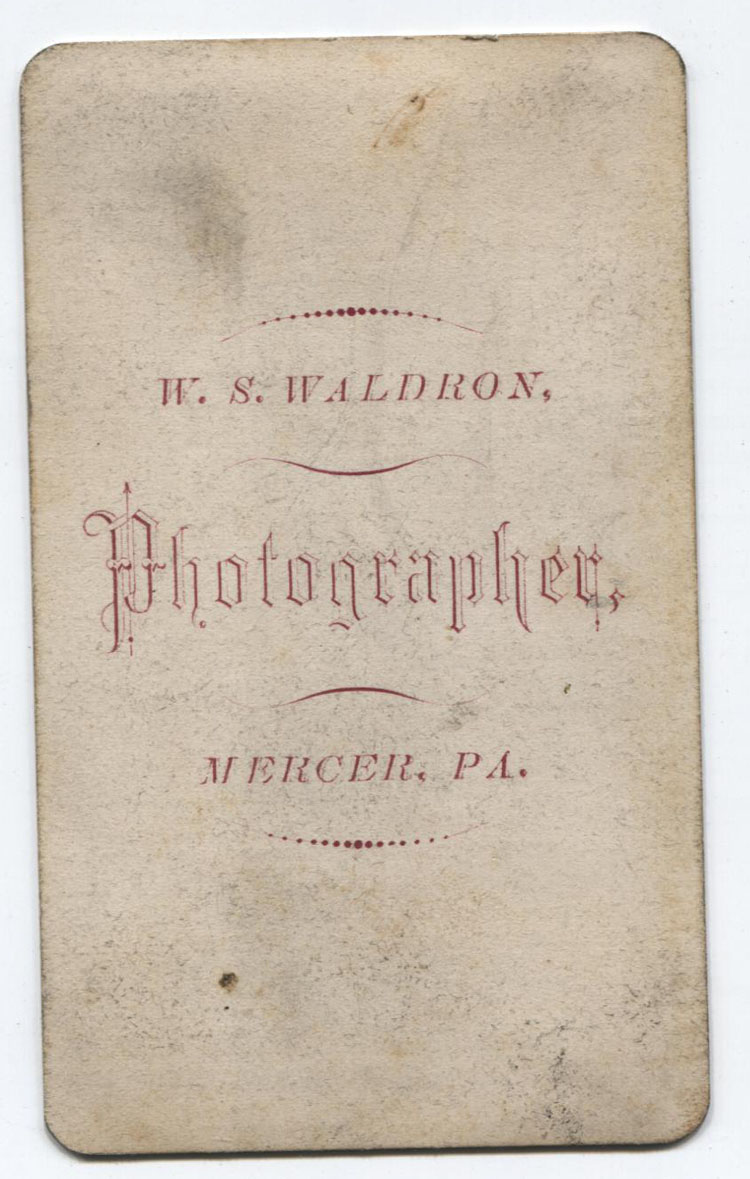 W. S. WALDRON,
Photographer,
MERCER, PA.